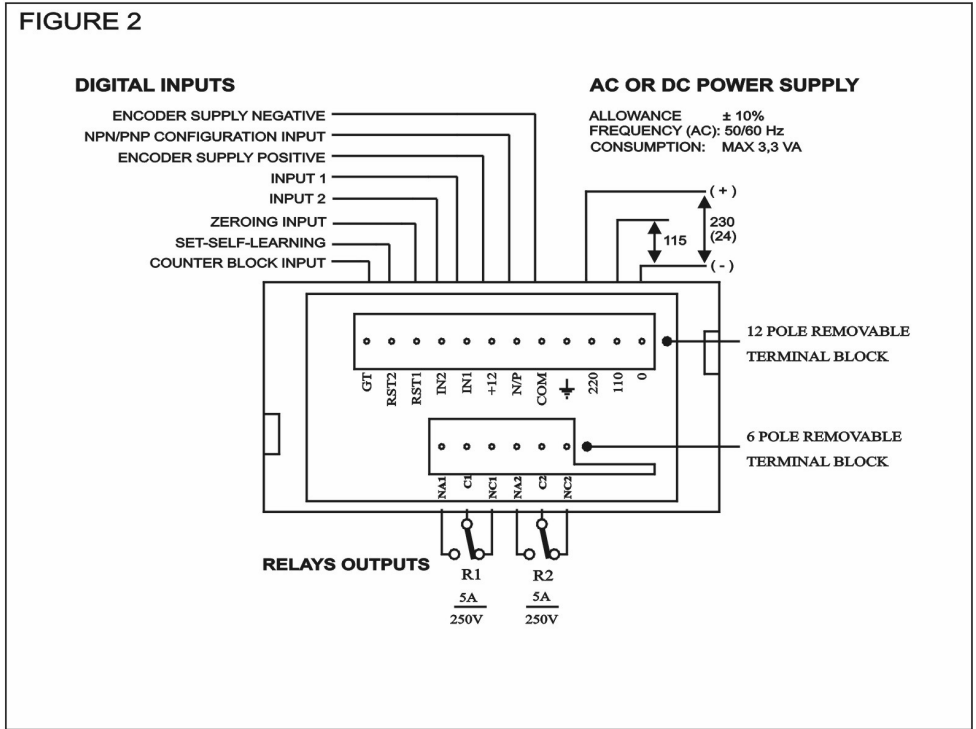 FIGURE 2
DIGITAL INPUTS
ENCODER SUPPLY NEGATIVE
NPN/PNP CONFIGURATION INPUT
ENCODER SUPPLY POSITIVE
INPUT 1
INPUT 2
ZEROING INPUT
SET-SELF-LEARNING
COUNTER BLOCK INPUT
AC OR DC POWER SUPPLY
ALLOWANCE ± 10%
FREQUENCY (AC): 50/60 Hz
CONSUMPTION: MAX 3,3 VA
(+)
230
(24)
115
(-)
12 POLE REMOVABLE
TERMINAL BLOCK
GT
RST2
RST1
IN2
IN1
+12
N/P
COM
220
110
0
6 POLE REMOVABLE
TERMINAL BLOCK
NA1
C1
NC1
NA2
C2
NC2
RELAYS OUTPUTS
R1
5A
250V
R2
5A
250V